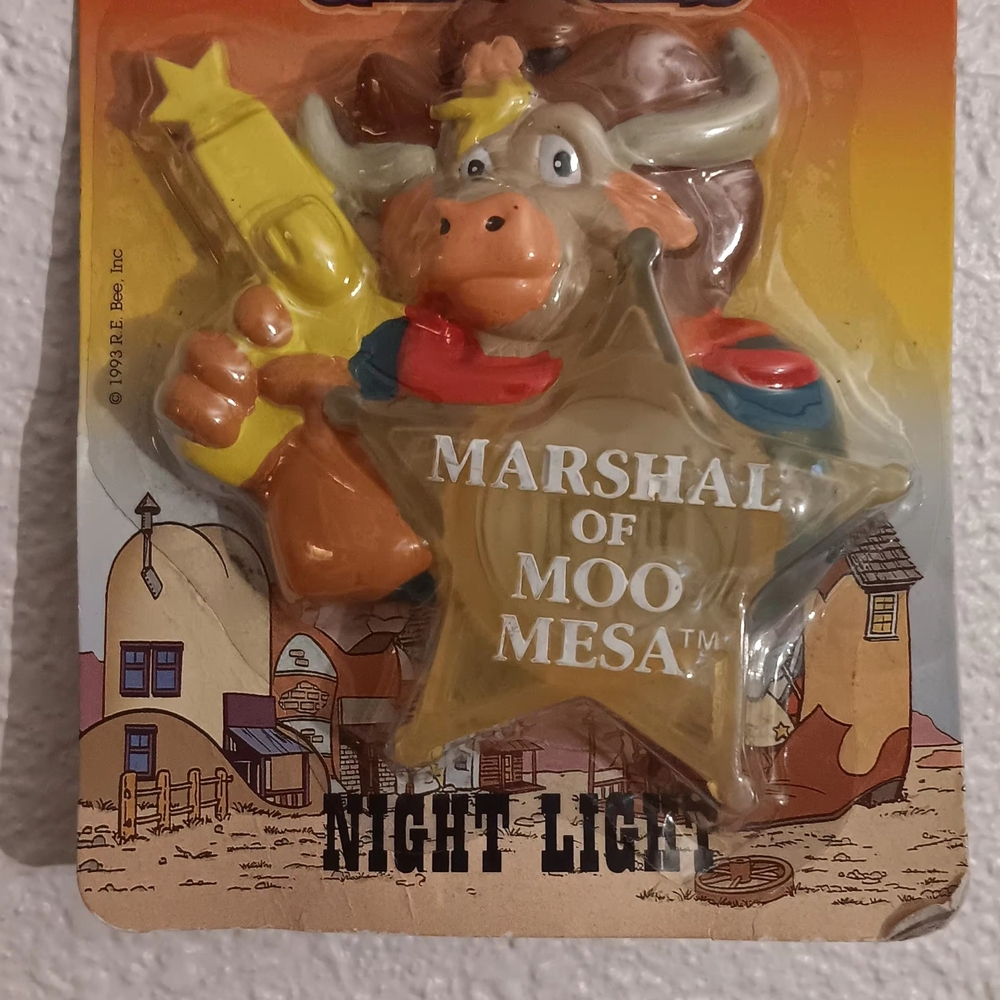 © 1993 R.E. Bee, Inc
MARSHAL
OF
MOO
MESA™
NIGHT LIGHT